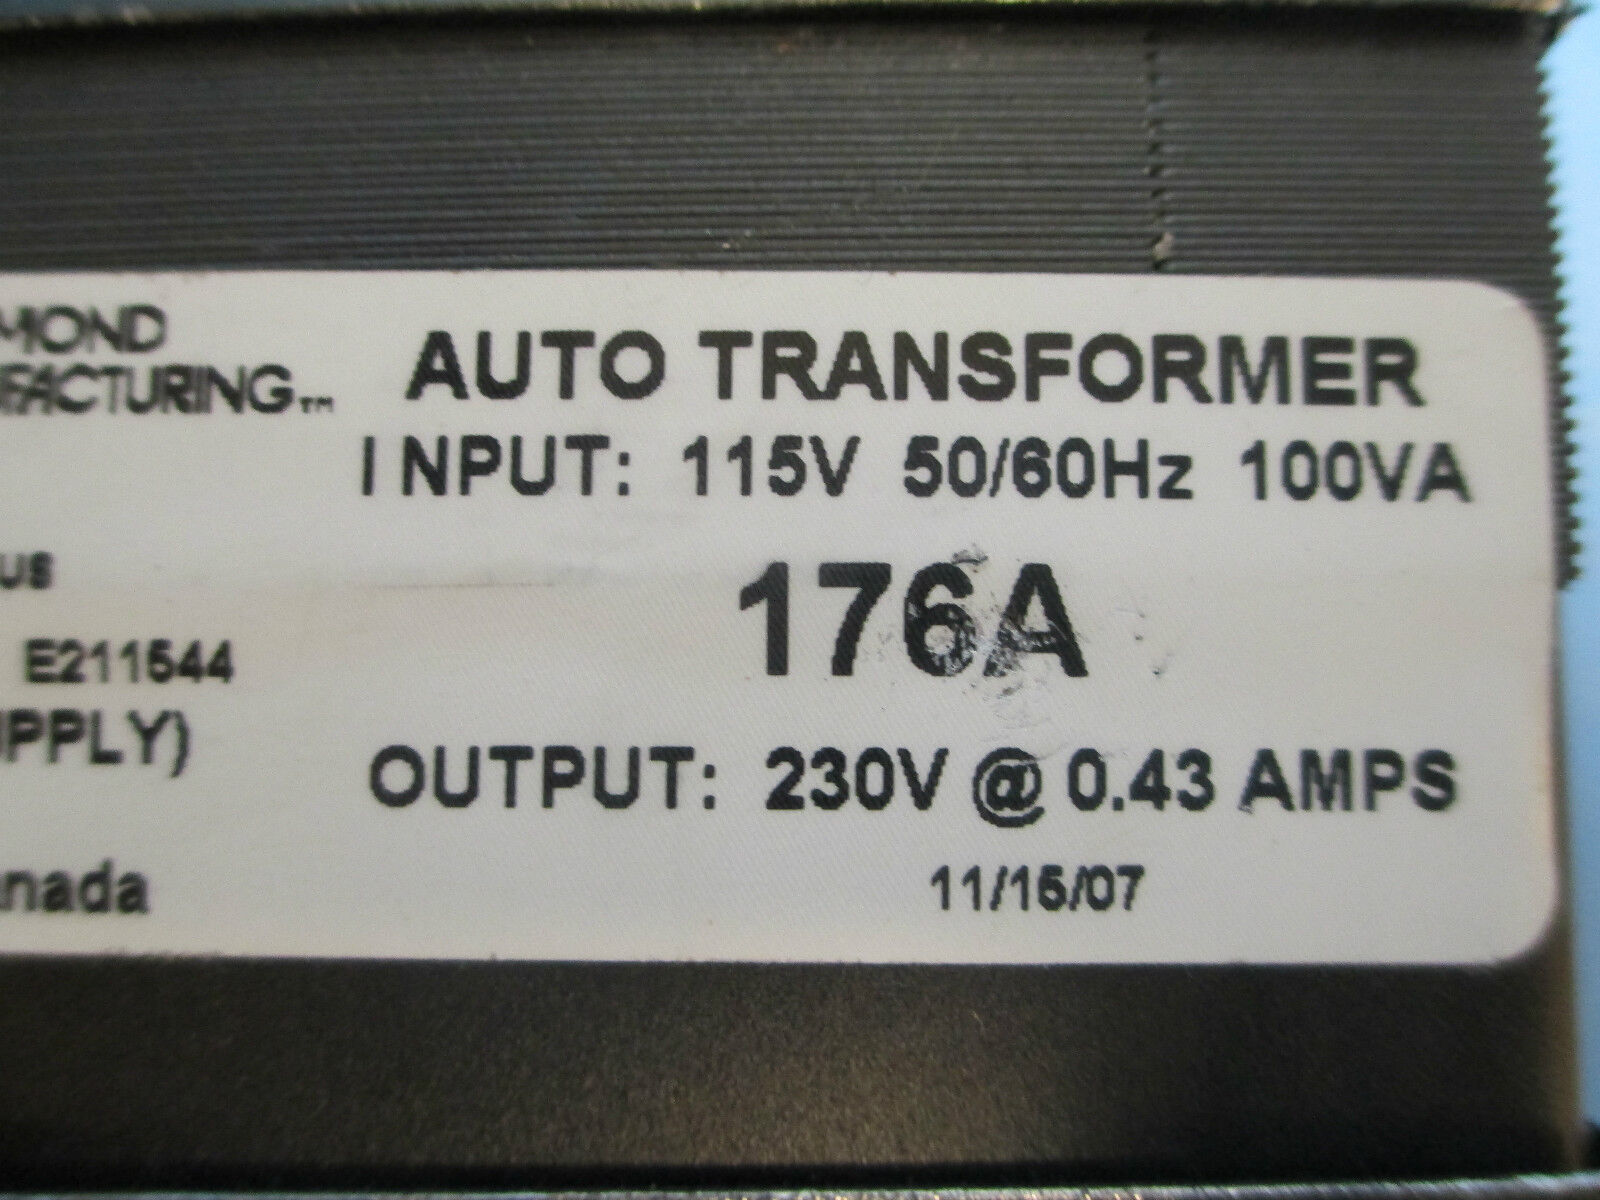 MOND
FACTURING™
AUTO TRANSFORMER
INPUT: 115V 50/60Hz 100VA
US
176A
E211544
PPLY)
OUTPUT: 230V @ 0.43 AMPS
nada
11/15/07